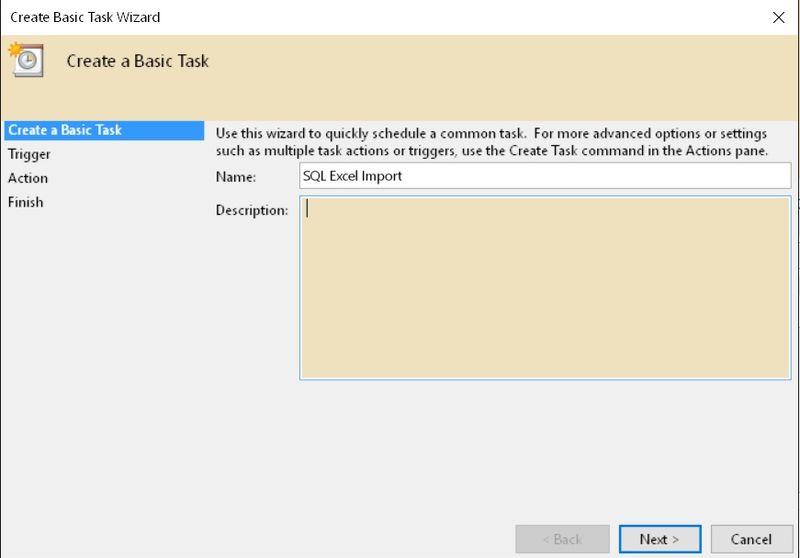 Create Basic Task Wizard
Create a Basic Task
Create a Basic Task
Trigger
Action
Finish
Use this wizard to quickly schedule a common task.  For more advanced options or settings
such as multiple task actions or triggers, use the Create Task command in the Actions pane.
Name: SQL Excel Import
Description:
< Back Next > Cancel